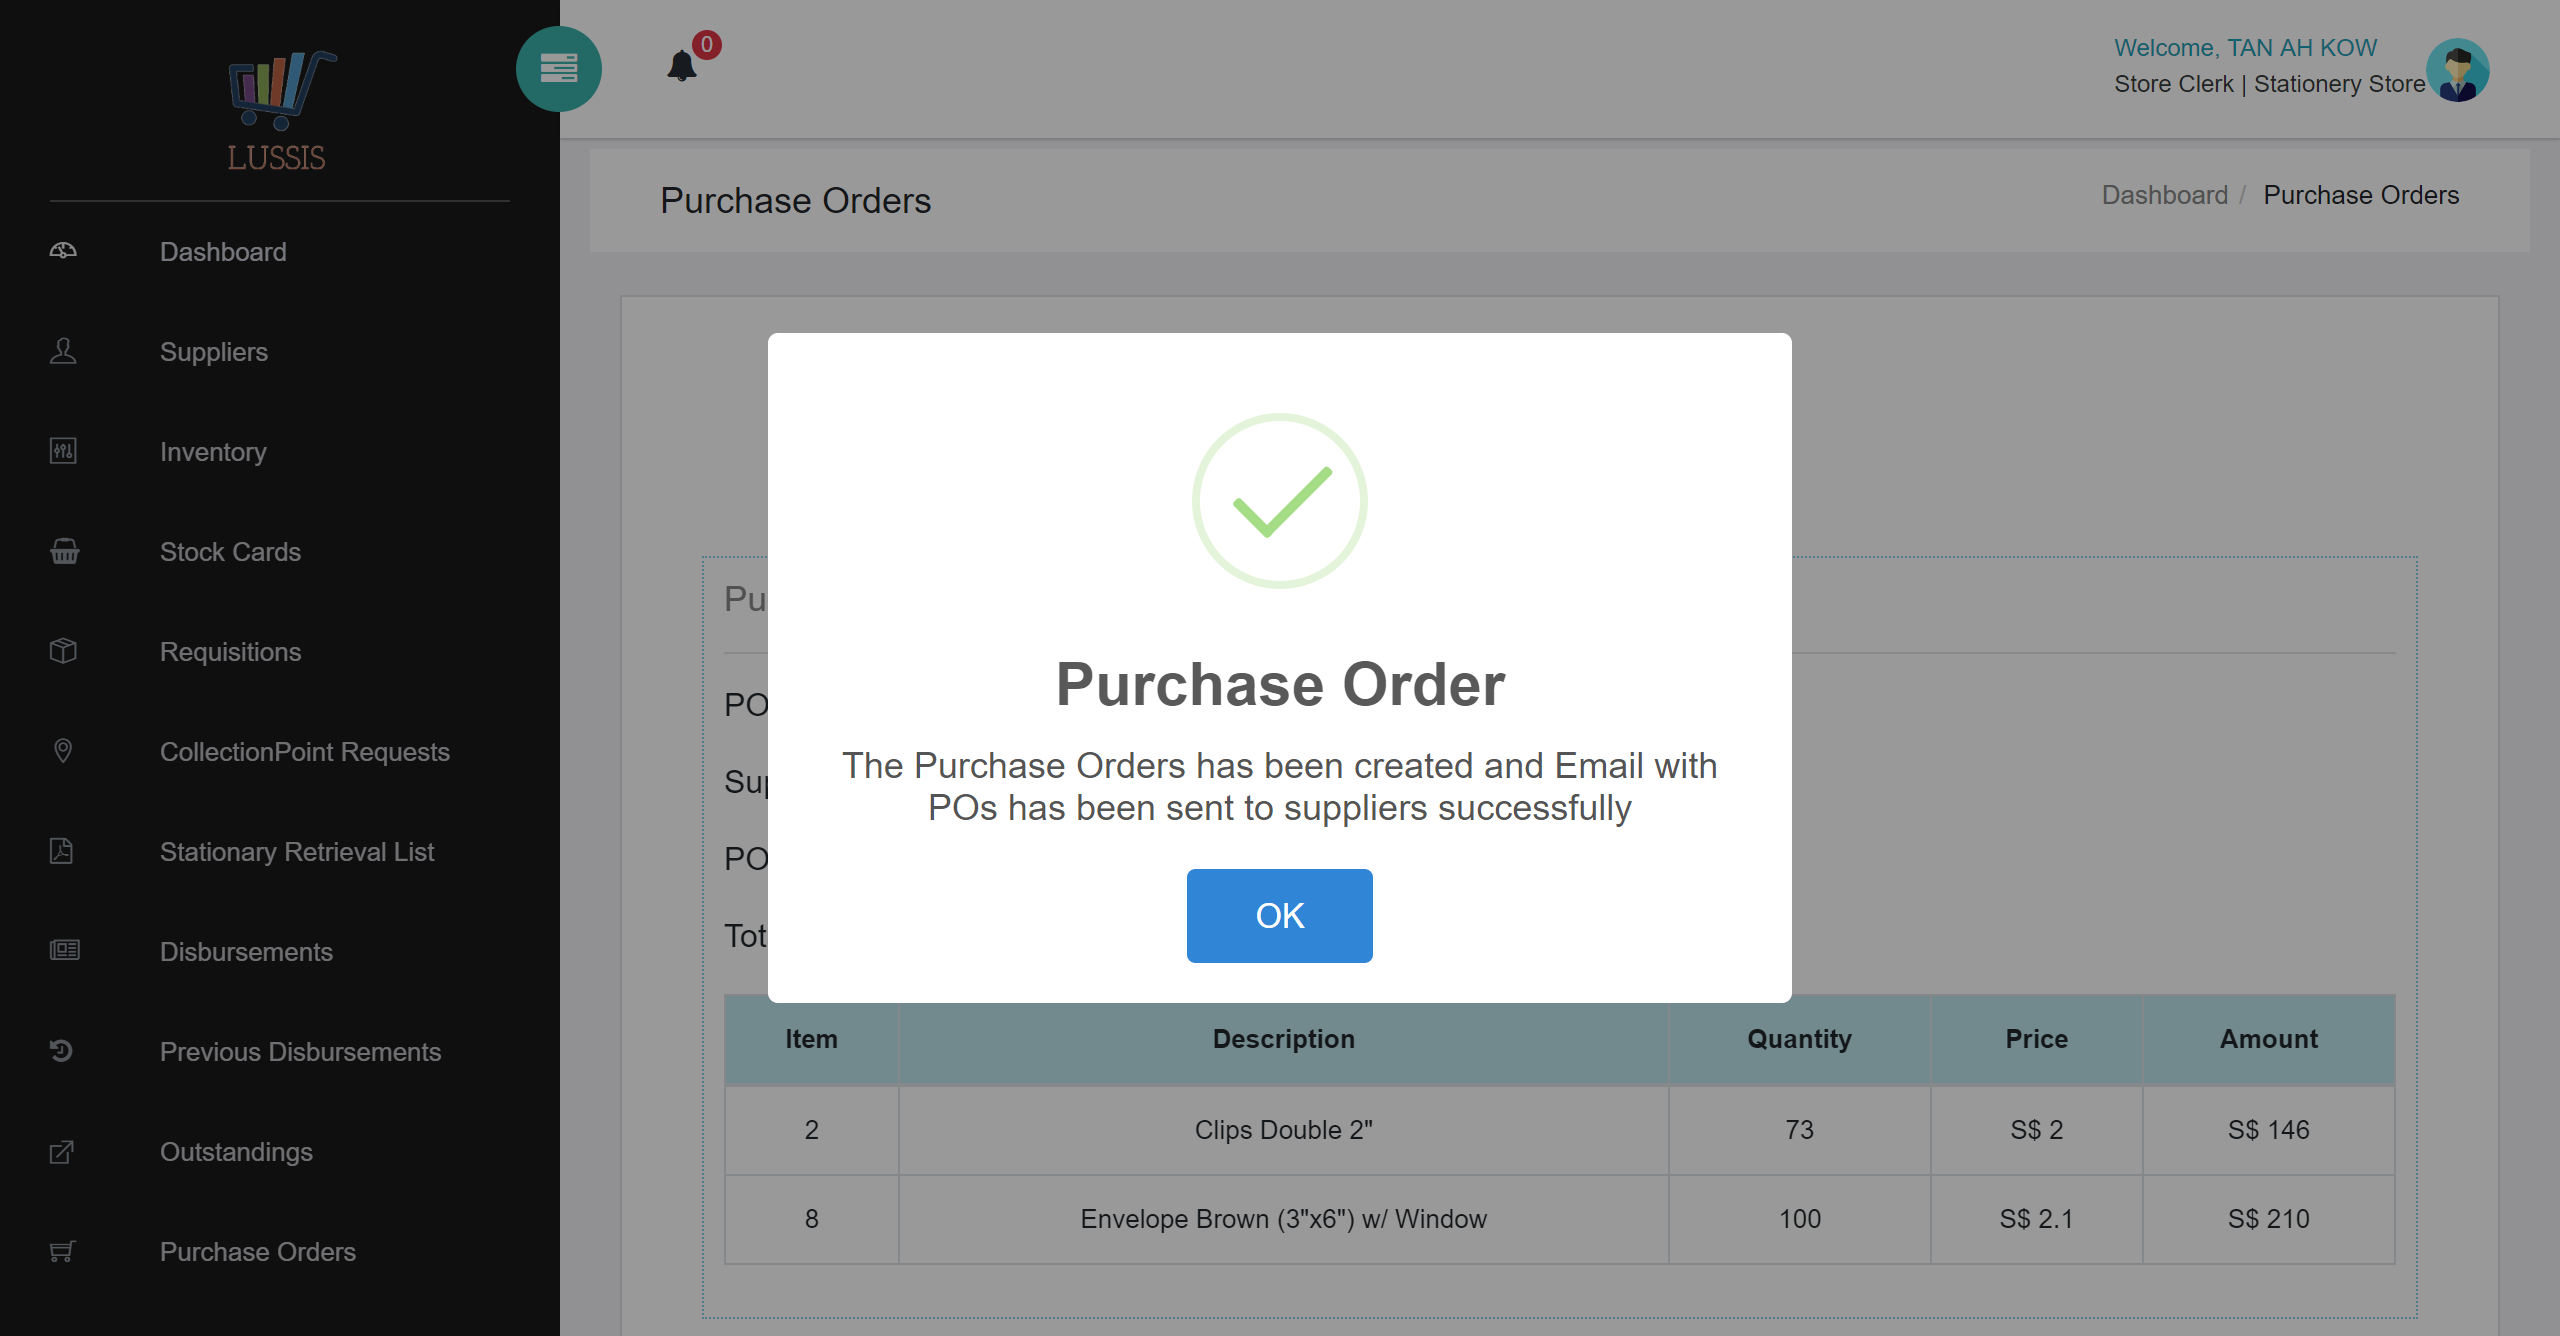 LUSSIS
Dashboard
Suppliers
Inventory
Stock Cards
Requisitions
CollectionPoint Requests
Stationary Retrieval List
Disbursements
Previous Disbursements
Outstandings
Purchase Orders
0
Welcome, TAN AH KOW
Store Clerk | Stationery Store
Purchase Orders
Dashboard / Purchase Orders
Purchase Order
The Purchase Orders has been created and Email with
POs has been sent to suppliers successfully
OK
PO
PO
Item Description Quantity Price Amount
2 Clips Double 2" 73 S$ 2 S$ 146
8 Envelope Brown (3"x6") w/ Window 100 S$ 2.1 S$ 210